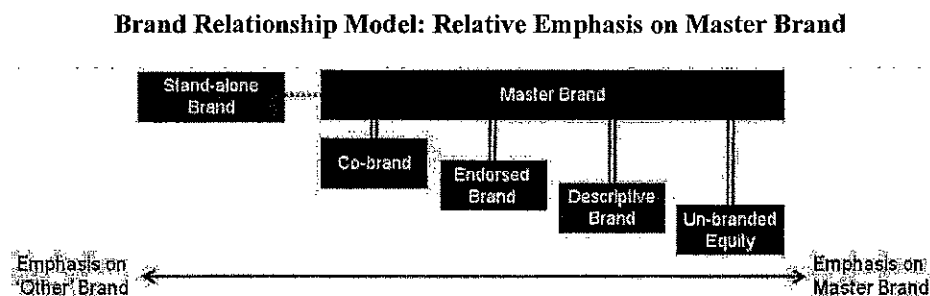 Brand Relationship Model: Relative Emphasis on Master Brand
Stand-alone
Brand
Master Brand
Co-brand
Endorsed
Brand
Descriptive
Brand
Un-branded
Equity
Emphasis on
'Other' Brand
Emphasis on
Master Brand